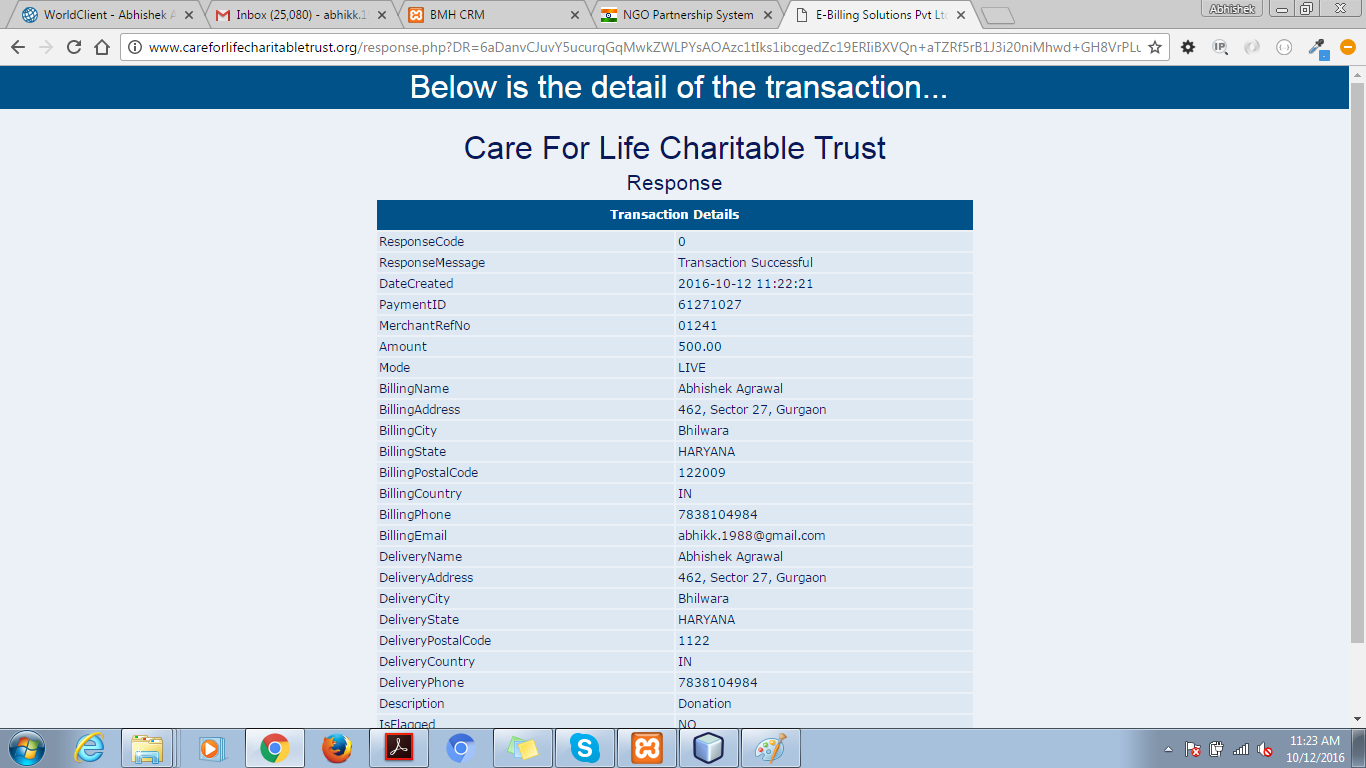 WorldClient - Abhishek A
Inbox (25,080) - abhikk.1
BMH CRM
NGO Partnership System
E-Billing Solutions Pvt Lt
Abhishek
www.careforlifecharitabletrust.org/response.php?DR=6aDanvCJuvY5ucurqGqMwkZWLPYsAOAzc1tIks1ibcgedZc19ERIiBXVQn+aTZRf5rB1J3i20niMhwd+GH8VrPLu
IP
Below is the detail of the transaction...
Care For Life Charitable Trust
Response
Transaction Details
ResponseCode 0
ResponseMessage Transaction Successful
DateCreated 2016-10-12 11:22:21
PaymentID 61271027
MerchantRefNo 01241
Amount 500.00
Mode LIVE
BillingName Abhishek Agrawal
BillingAddress 462, Sector 27, Gurgaon
BillingCity Bhilwara
BillingState HARYANA
BillingPostalCode 122009
BillingCountry IN
BillingPhone 7838104984
BillingEmail abhikk.1988@gmail.com
DeliveryName Abhishek Agrawal
DeliveryAddress 462, Sector 27, Gurgaon
DeliveryCity Bhilwara
DeliveryState HARYANA
DeliveryPostalCode 1122
DeliveryCountry IN
DeliveryPhone 7838104984
Description Donation
IsFlagged NO
11:23 AM
10/12/2016